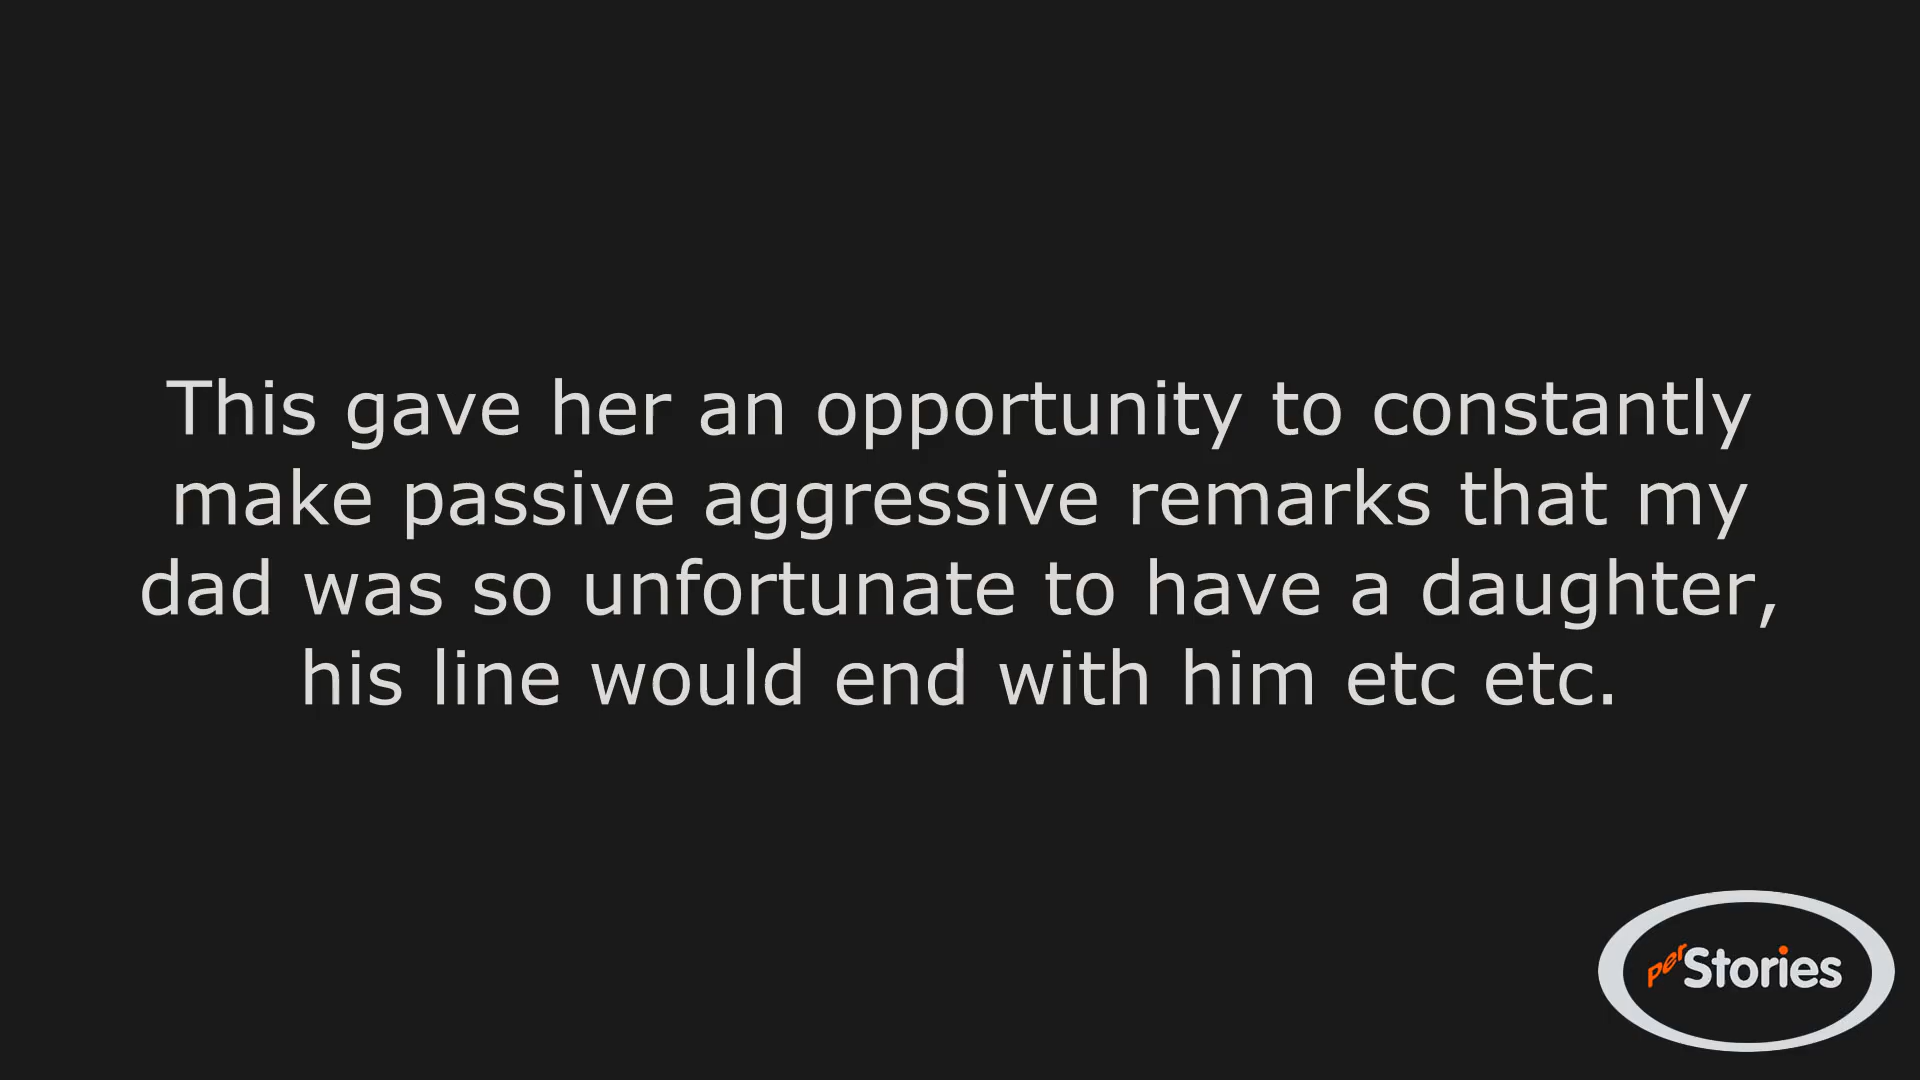 This gave her an opportunity to constantly
make passive aggressive remarks that my
dad was so unfortunate to have a daughter,
his line would end with him etc etc.
perStories